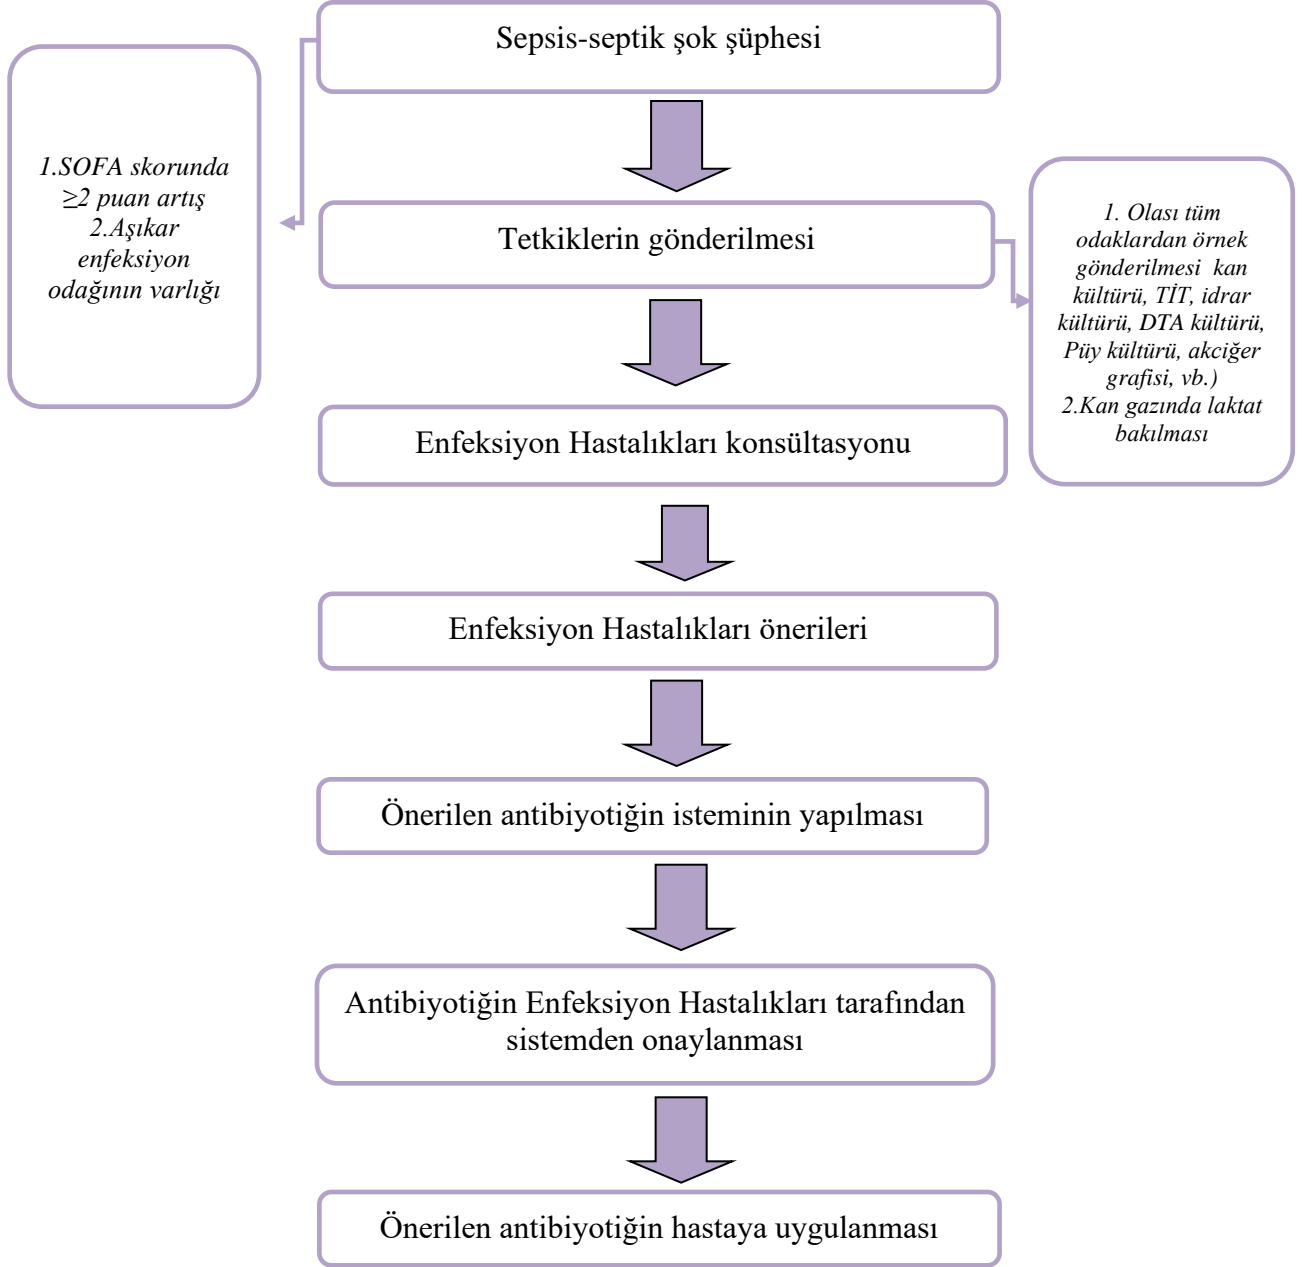 Sepsis-septik şok şüphesi
1.SOFA skorunda
≥2 puan artış
2.Aşıkar
enfeksiyon
odağının varlığı
Tetkiklerin gönderilmesi
1. Olası tüm
odaklardan örnek
gönderilmesi kan
kültürü, TİT, idrar
kültürü, DTA kültürü,
Püy kültürü, akciğer
grafisi, vb.)
2.Kan gazında laktat
bakılması
Enfeksiyon Hastalıkları konsültasyonu
Enfeksiyon Hastalıkları önerileri
Önerilen antibiyotiğin isteminin yapılması
Antibiyotiğin Enfeksiyon Hastalıkları tarafından
sistemden onaylanması
Önerilen antibiyotiğin hastaya uygulanması